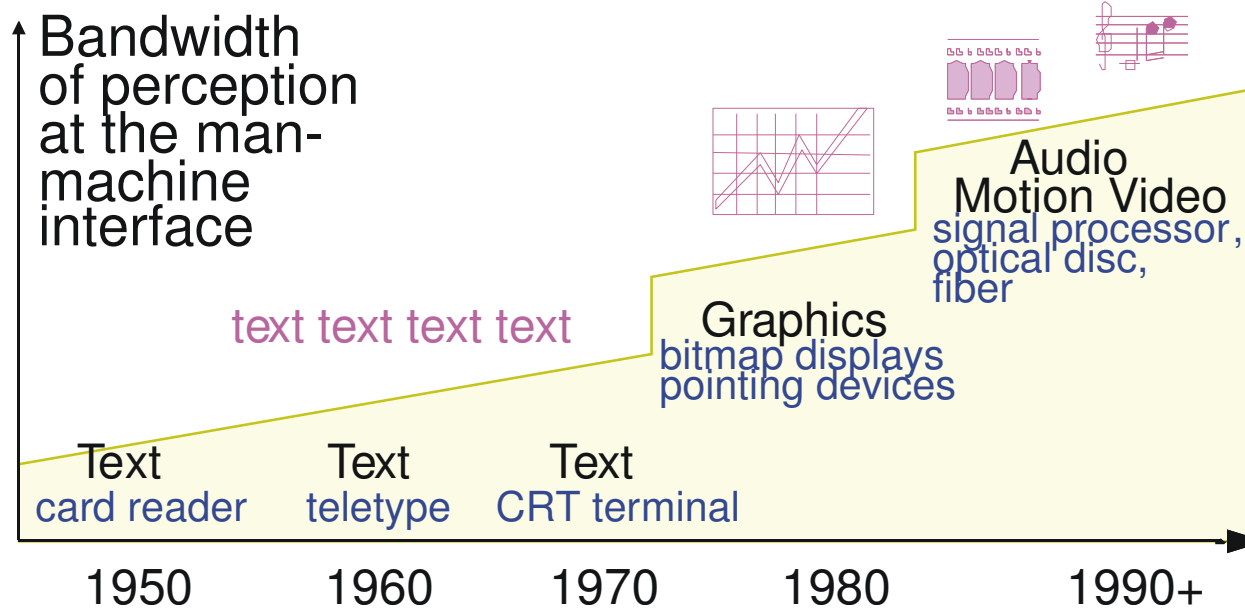 Bandwidth
of perception
at the man-
machine
interface
text text text text
Audio
Motion Video
signal processor,
optical disc,
fiber
Graphics
bitmap displays
pointing devices
Text Text Text
card reader teletype CRT terminal
1950 1960 1970 1980 1990+